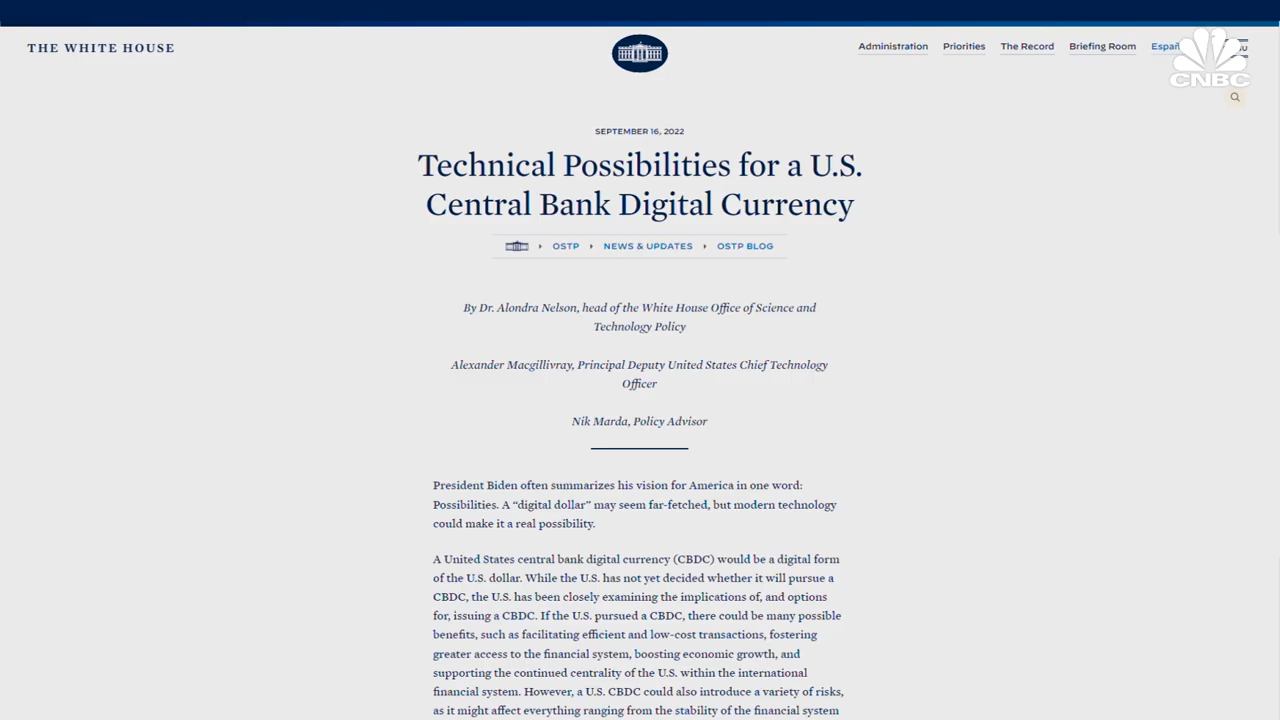 THE WHITE HOUSE
Administration
Priorities
The Record
Briefing Room
CNBC
SEPTEMBER 16, 2022
Technical Possibilities for a U.S.
Central Bank Digital Currency
OSTP
NEWS & UPDATES
OSTP BLOG
By Dr. Alondra Nelson, head of the White House Office of Science and
Technology Policy
Alexander Macgillivray, Principal Deputy United States Chief Technology
Officer
Nik Marda, Policy Advisor
President Biden often summarizes his vision for America in one word:
Possibilities. A “digital dollar” may seem far-fetched, but modern technology
could make it a real possibility.
A United States central bank digital currency (CBDC) would be a digital form
of the U.S. dollar. While the U.S. has not yet decided whether it will pursue a
CBDC, the U.S. has been closely examining the implications of, and options
for, issuing a CBDC. If the U.S. pursued a CBDC, there could be many possible
benefits, such as facilitating efficient and low-cost transactions, fostering
greater access to the financial system, boosting economic growth, and
supporting the continued centrality of the U.S. within the international
financial system. However, a U.S. CBDC could also introduce a variety of risks,
as it might affect everything ranging from the stability of the financial system